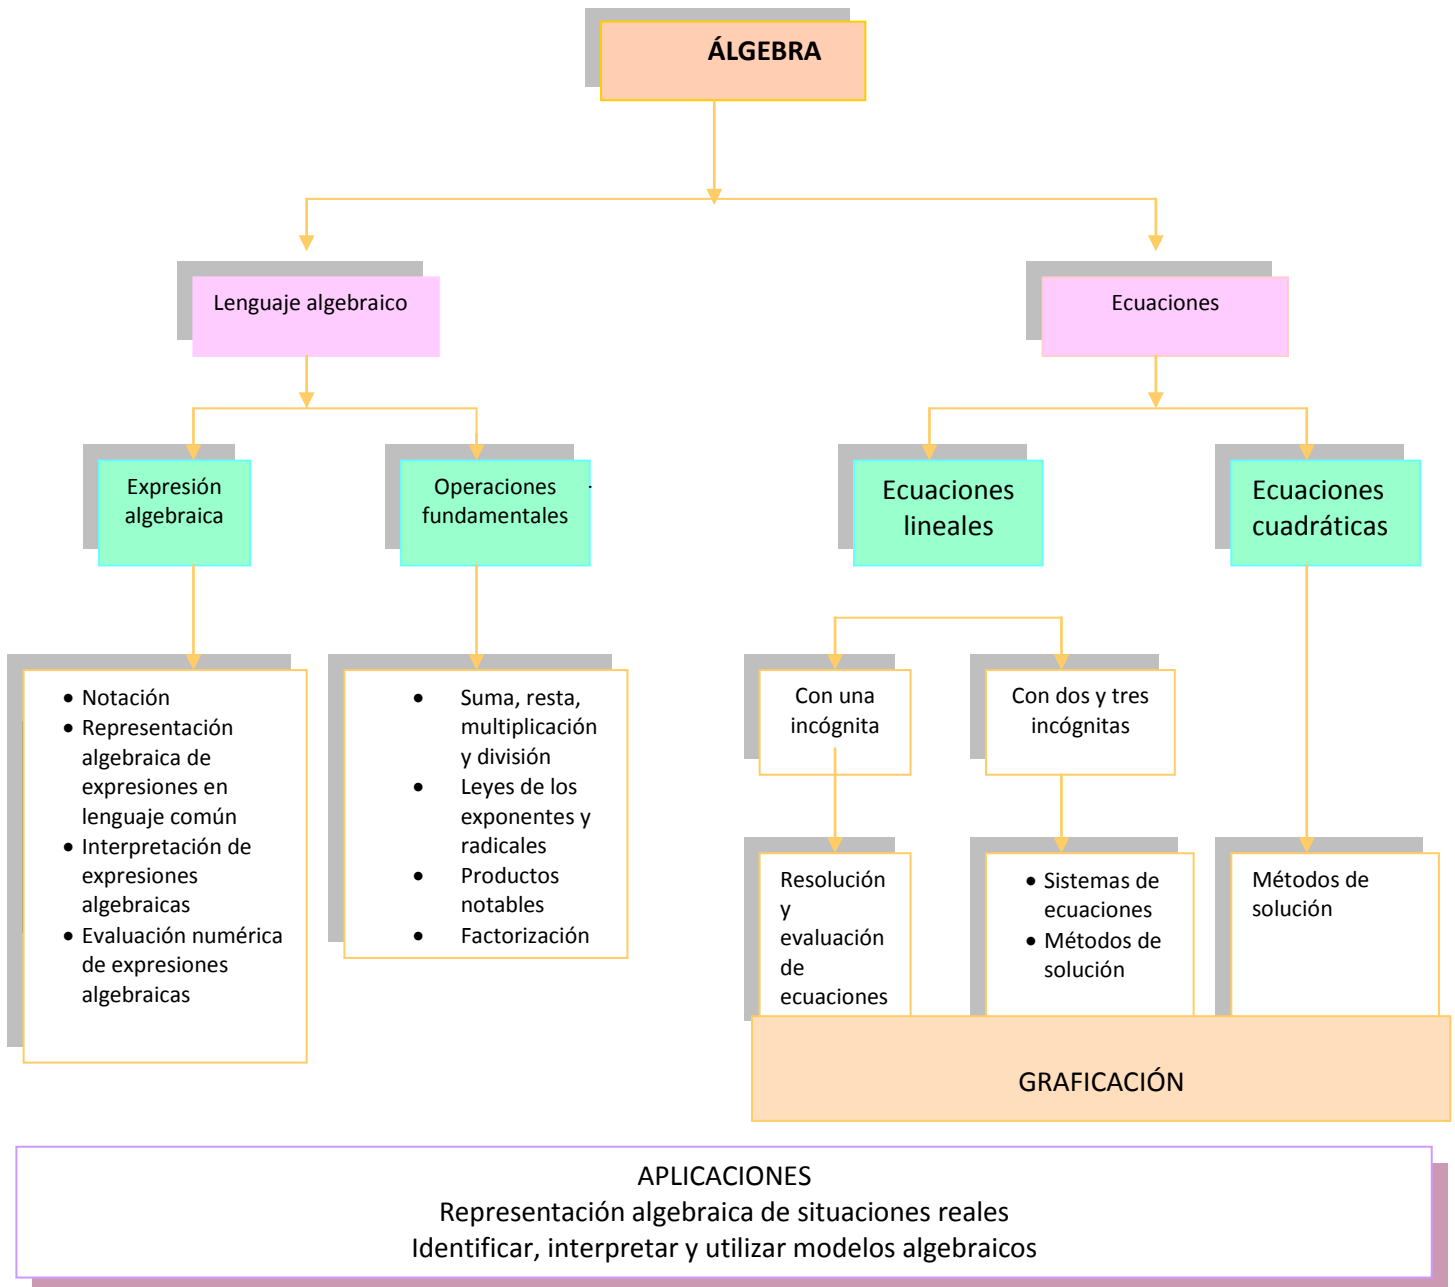 ÁLGEBRA
Lenguaje algebraico
Ecuaciones
Expresión
algebraica
Operaciones
fundamentales
Ecuaciones
lineales
Ecuaciones
cuadráticas
• Notación
• Representación
algebraica de
expresiones en
lenguaje común
• Interpretación de
expresiones
algebraicas
• Evaluación numérica
de expresiones
algebraicas
• Suma, resta,
multiplicación
y división
• Leyes de los
exponentes y
radicales
• Productos
notables
• Factorización
Con una
incógnita
Con dos y tres
incógnitas
Resolución
y
evaluación
de
ecuaciones
• Sistemas de
ecuaciones
• Métodos de
solución
Métodos de
solución
GRAFICACIÓN
APLICACIONES
Representación algebraica de situaciones reales
Identificar, interpretar y utilizar modelos algebraicos